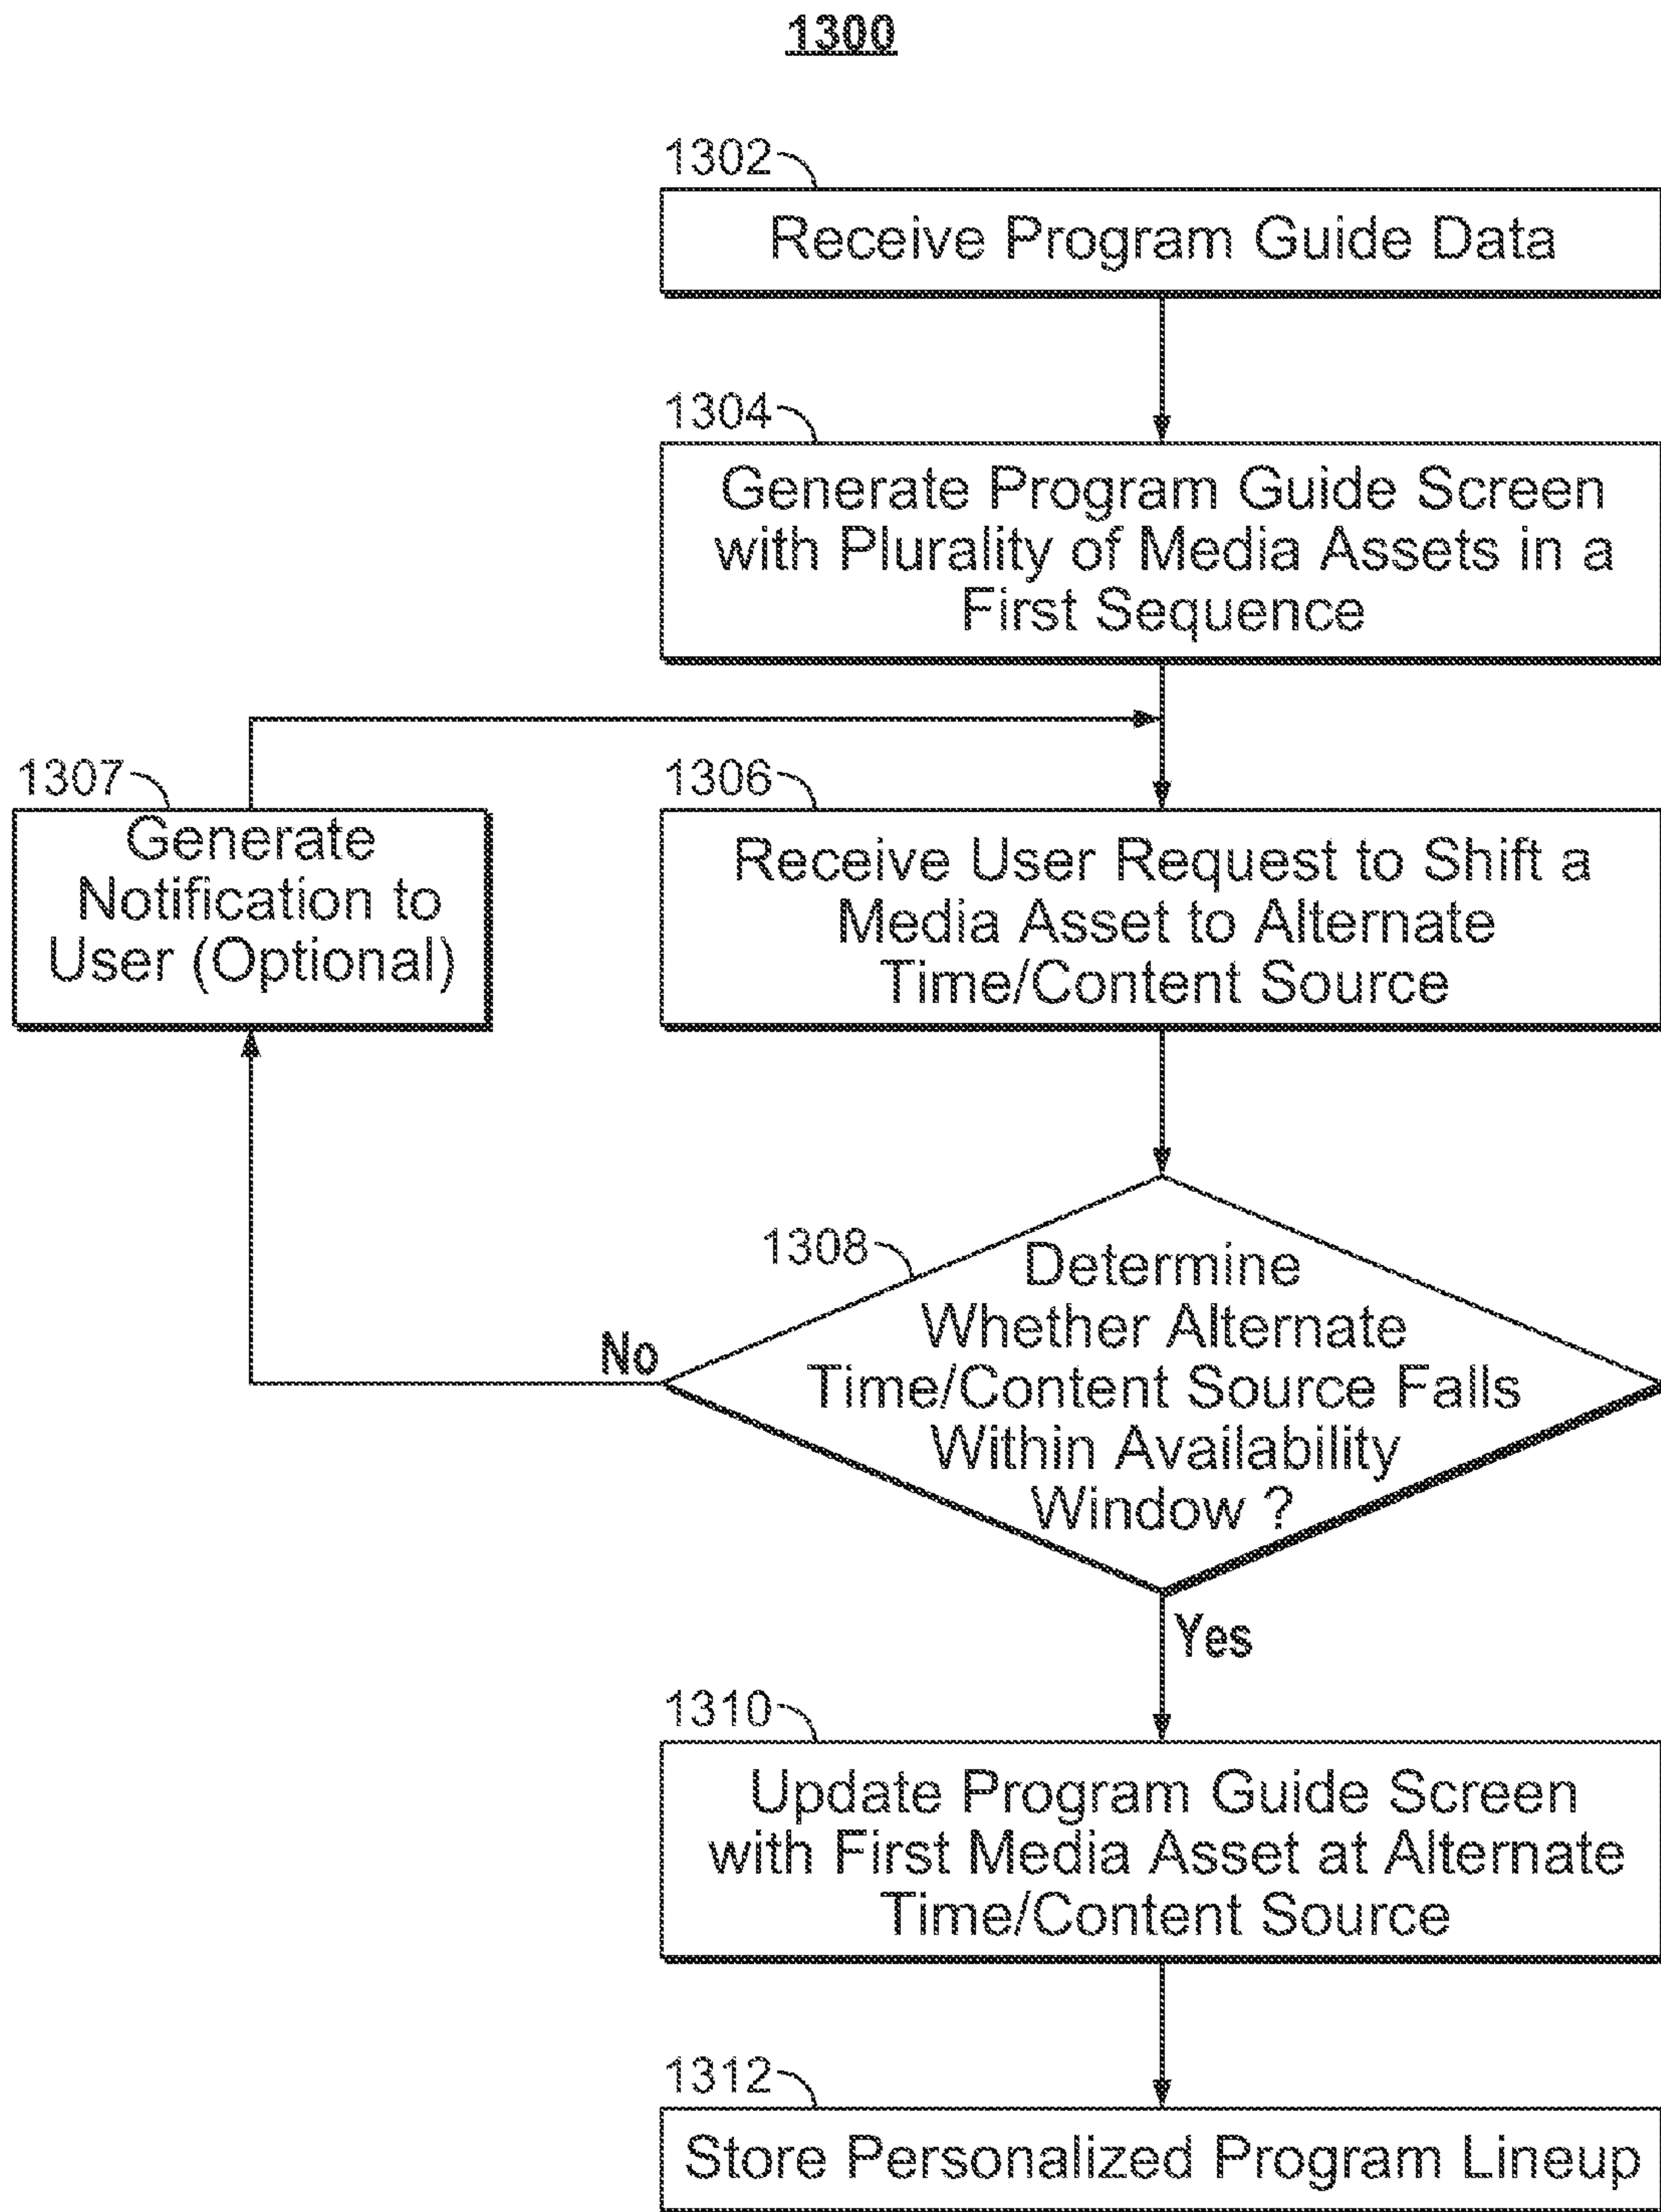 1300
1302
Receive Program Guide Data
1304
Generate Program Guide Screen
with Plurality of Media Assets in a
First Sequence
1307
Generate
Notification to
User (Optional)
1306
Receive User Request to Shift a
Media Asset to Alternate
Time/Content Source
1308
Determine
Whether Alternate
Time/Content Source Falls
Within Availability
Window ?
No
Yes
1310
Update Program Guide Screen
with First Media Asset at Alternate
Time/Content Source
1312
Store Personalized Program Lineup